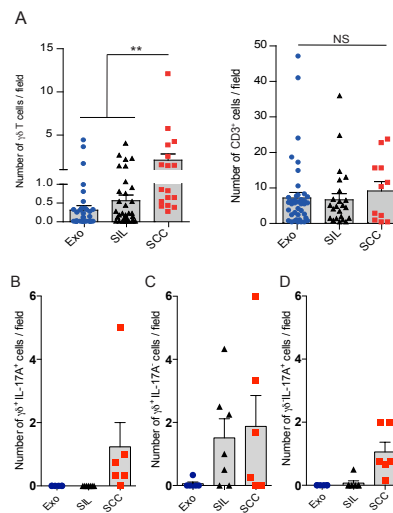 A
**
NS
Number of γδ T cells / field
15
10
5
1.0
0.5
0.0
Exo
SIL
SCC
Number of CD3⁺ cells / field
50
40
30
20
10
0
Exo
SIL
SCC
B
C
D
Number of γδ⁺ IL-17A⁺ cells / field
6
4
2
0
Exo
SIL
SCC
Number of γδ⁺ IL-17A⁻ cells / field
6
4
2
0
Exo
SIL
SCC
Number of γδ⁻ IL-17A⁺ cells / field
6
4
2
0
Exo
SIL
SCC